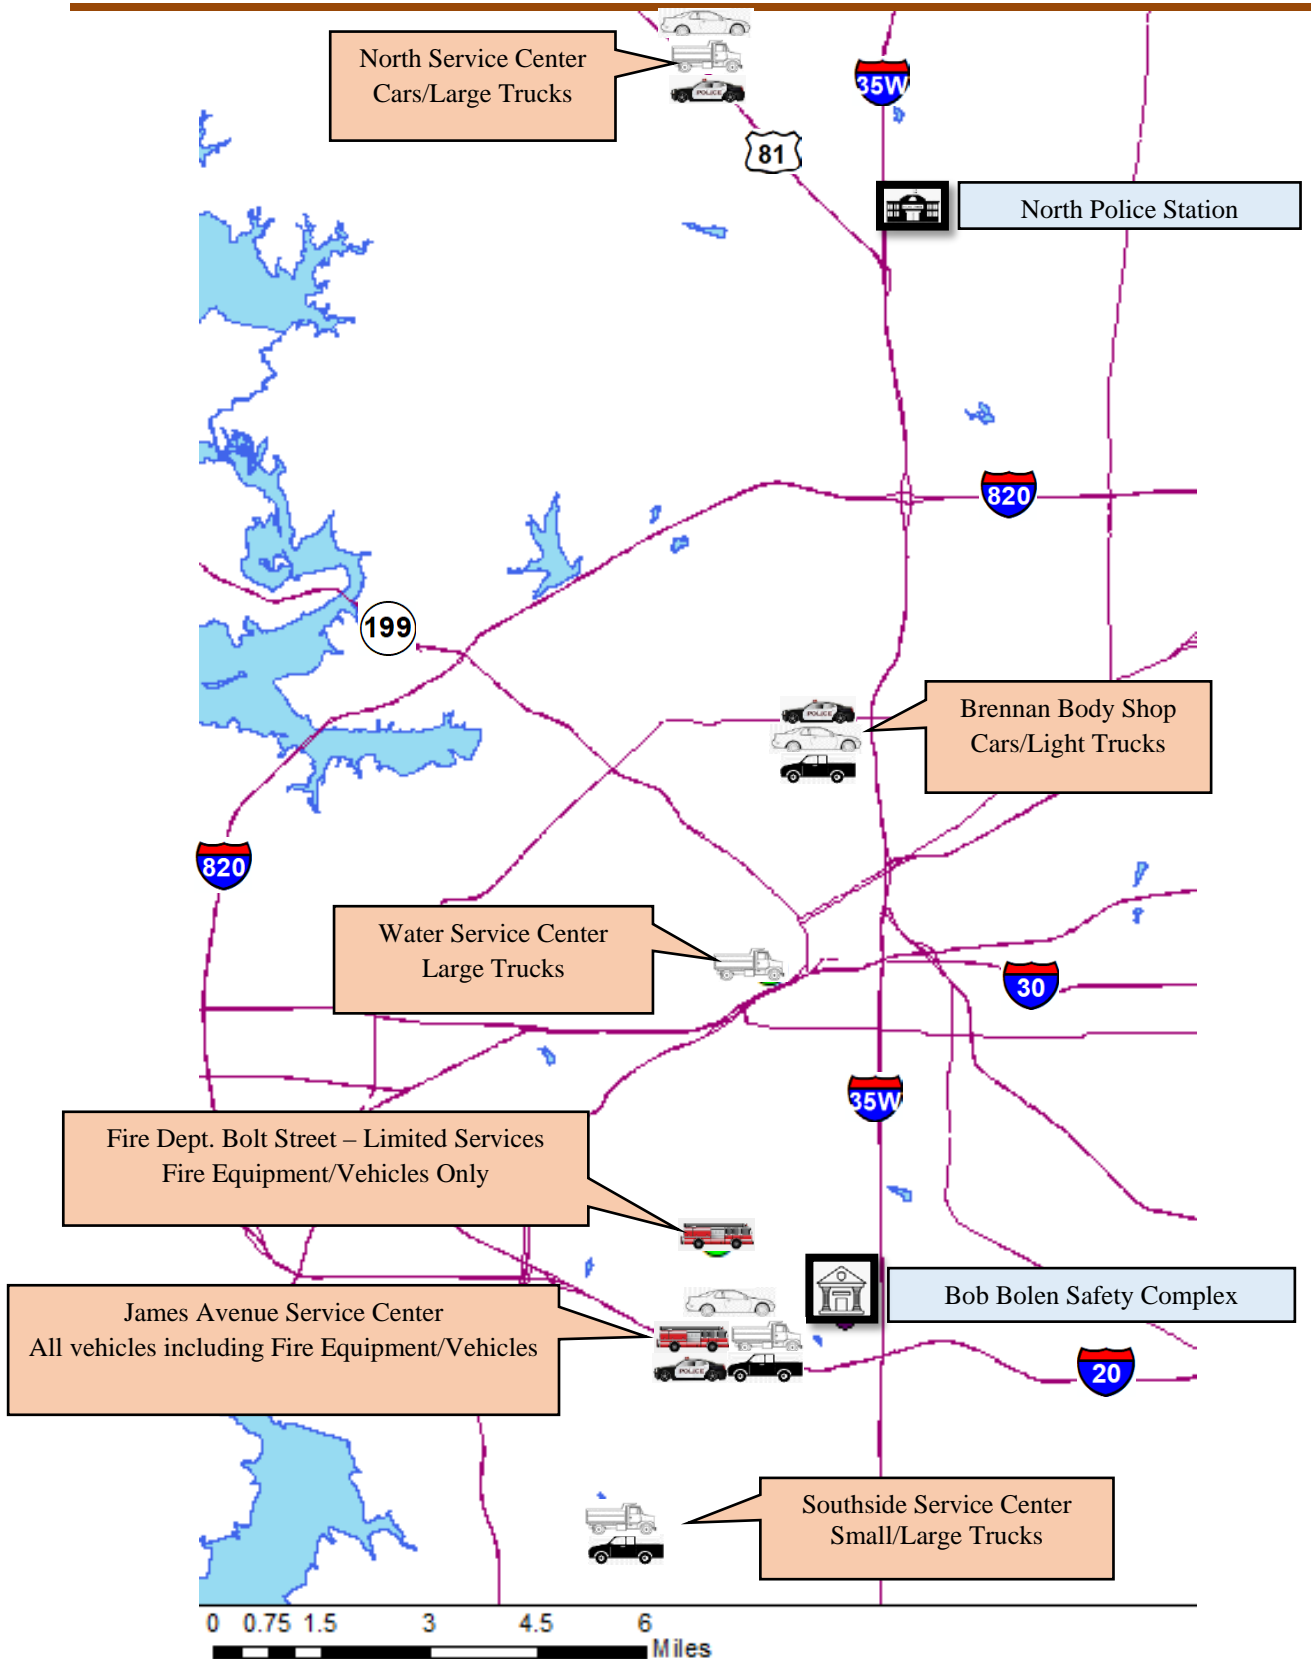 North Service Center
Cars/Large Trucks
POLICE
35W
81
North Police Station
820
199
POLICE
Brennan Body Shop
Cars/Light Trucks
820
Water Service Center
Large Trucks
30
35W
Fire Dept. Bolt Street – Limited Services
Fire Equipment/Vehicles Only
Bob Bolen Safety Complex
James Avenue Service Center
All vehicles including Fire Equipment/Vehicles
POLICE
20
Southside Service Center
Small/Large Trucks
0 0.75 1.5 3 4.5 6
Miles